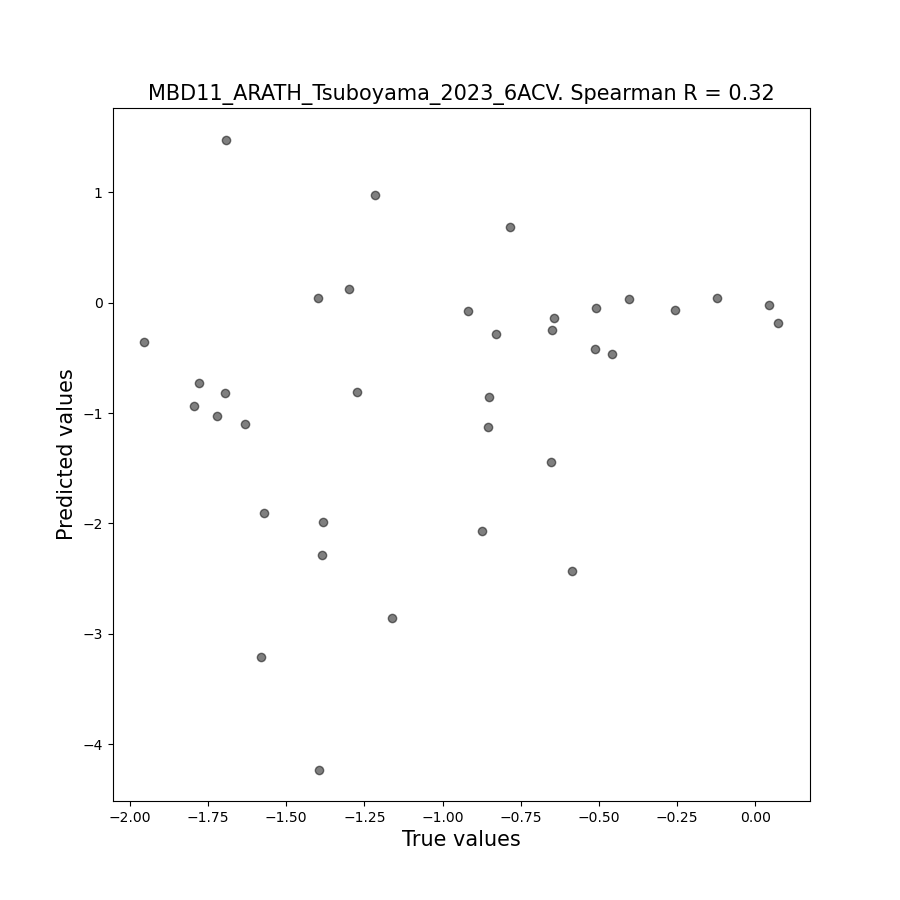 MBD11_ARATH_Tsuboyama_2023_6ACV. Spearman R = 0.32
Predicted values
1
0
−1
−2
−3
−4
−2.00 −1.75 −1.50 −1.25 −1.00 −0.75 −0.50 −0.25 0.00
True values